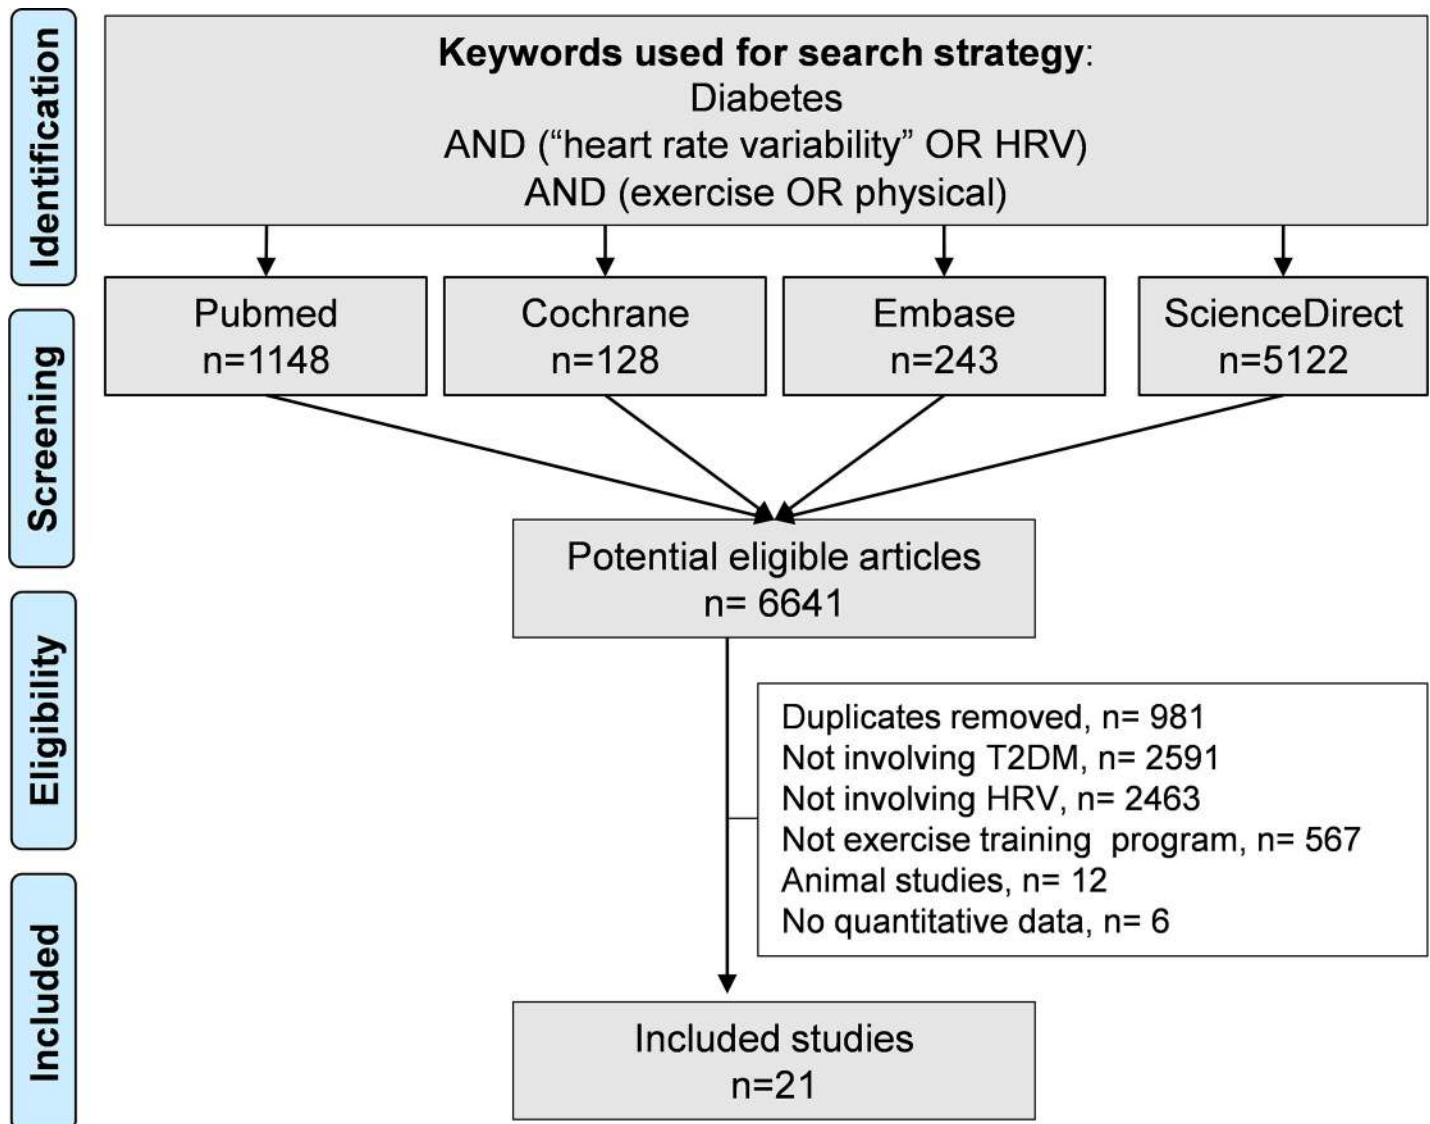 Identification
Keywords used for search strategy:
Diabetes
AND (“heart rate variability” OR HRV)
AND (exercise OR physical)
Screening
Pubmed
n=1148
Cochrane
n=128
Embase
n=243
ScienceDirect
n=5122
Potential eligible articles
n= 6641
Eligibility
Duplicates removed, n= 981
Not involving T2DM, n= 2591
Not involving HRV, n= 2463
Not exercise training  program, n= 567
Animal studies, n= 12
No quantitative data, n= 6
Included
Included studies
n=21